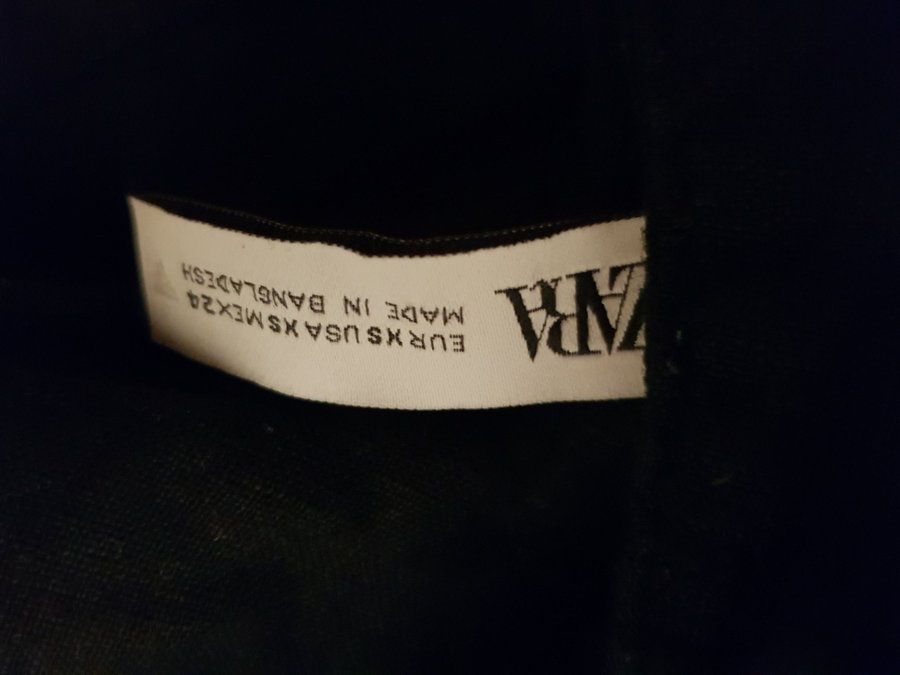 ZARA
EUR XS USA XS MEX 24
MADE IN BANGLADESH